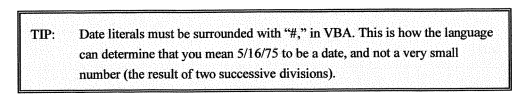 TIP: Date literals must be surrounded with “#,” in VBA. This is how the language
can determine that you mean 5/16/75 to be a date, and not a very small
number (the result of two successive divisions).